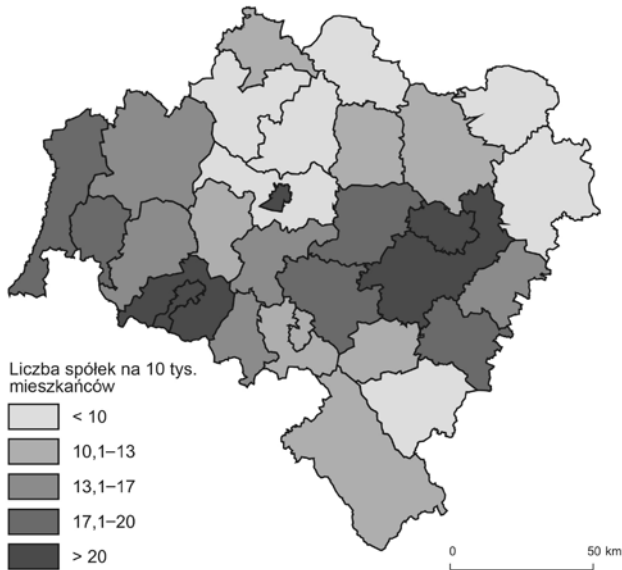 Liczba spółek na 10 tys.
mieszkańców
< 10
10,1–13
13,1–17
17,1–20
> 20
0 50 km